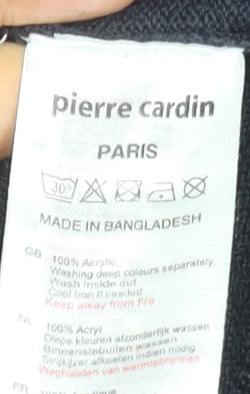 pierre cardin
PARIS
30°
MADE IN BANGLADESH
GB 100% Acrylic
Washing deep colours separately
Wash inside out
Cool Iron if needed
Keep away from fire
NL 100% Acryl
Diepe kleuren afzonderlijk wassen
Binnenstebuiten wassen
Strijkijzer afkoelen indien nodig
Weghouden van warmtebronnen
FR 100%